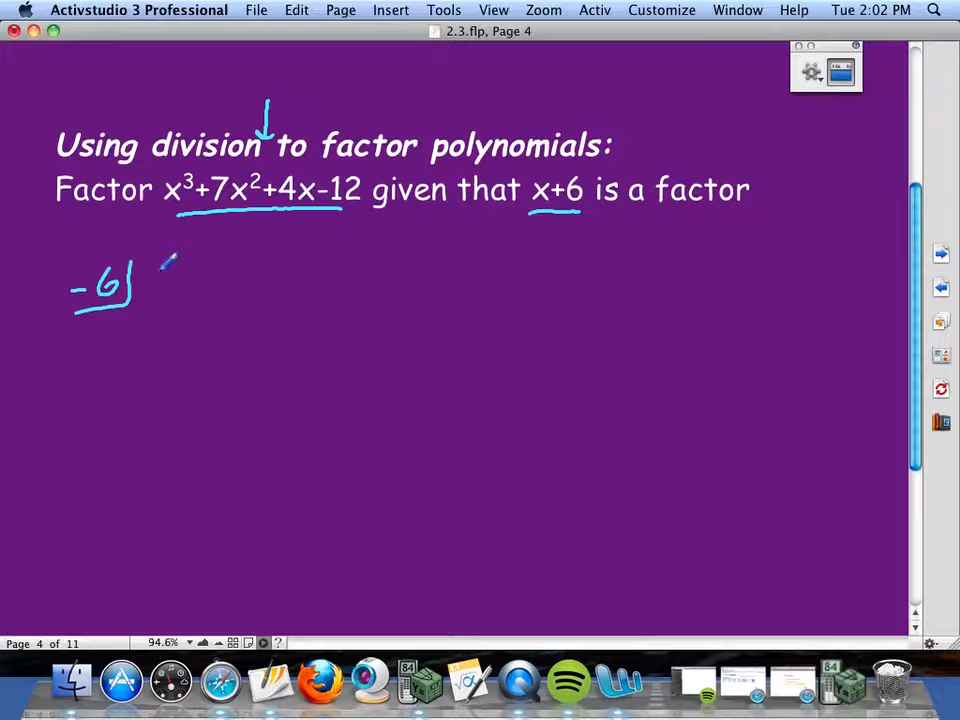 Activstudio 3 Professional File Edit Page Insert Tools View Zoom Activ Customize Window Help Tue 2:02 PM
2.3.flp, Page 4
Using division to factor polynomials:
Factor x³+7x²+4x-12 given that x+6 is a factor
-6
Page 4 of 11 94.6% ?
84 84